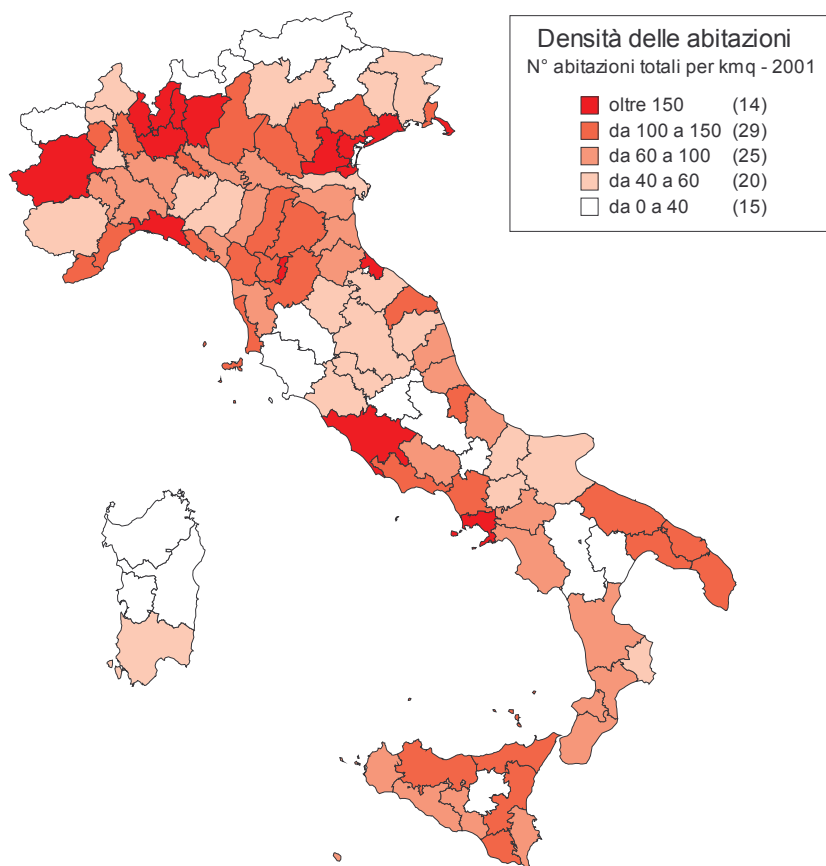 Densità delle abitazioni
N° abitazioni totali per kmq - 2001
oltre 150 (14)
da 100 a 150 (29)
da 60 a 100 (25)
da 40 a 60 (20)
da 0 a 40 (15)